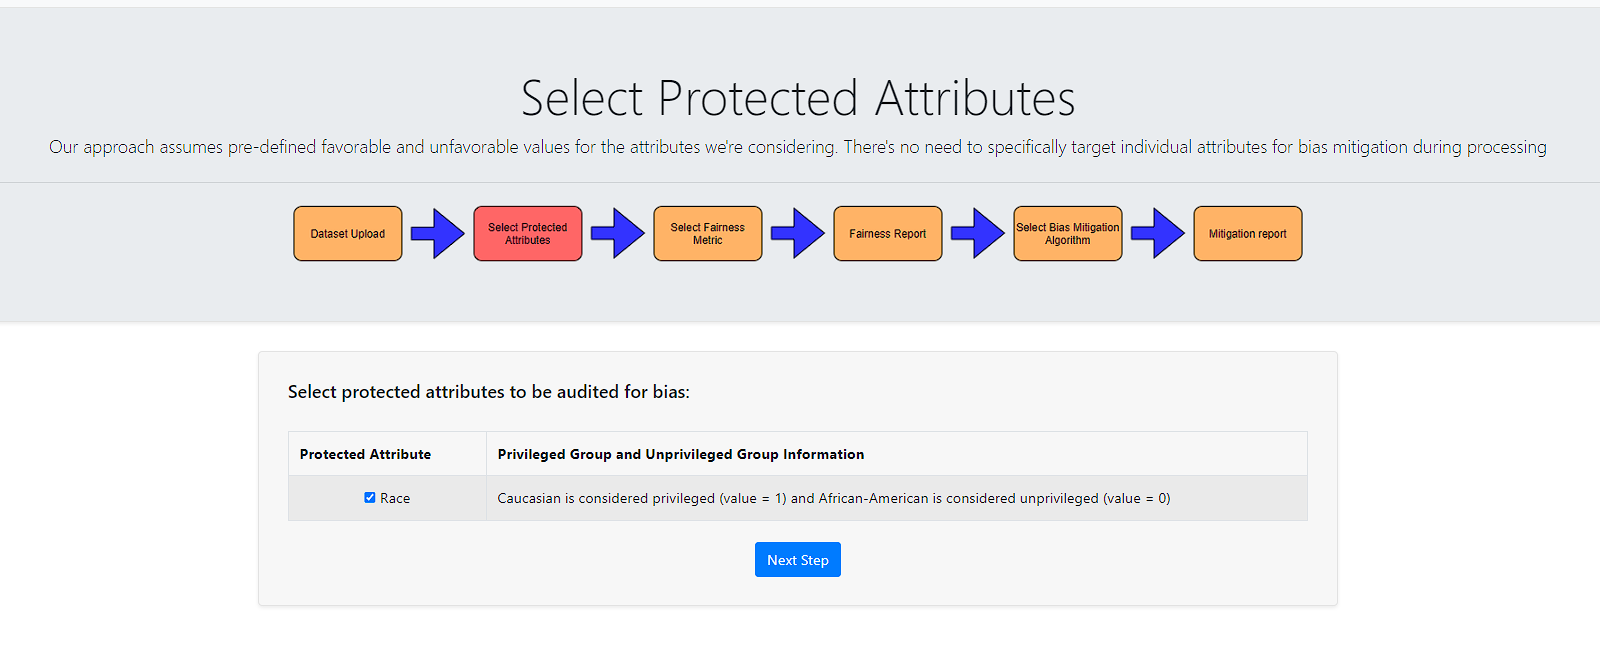 Select Protected Attributes
Our approach assumes pre-defined favorable and unfavorable values for the attributes we're considering. There's no need to specifically target individual attributes for bias mitigation during processing
Dataset Upload
Select Protected
Attributes
Select Fairness
Metric
Fairness Report
Select Bias Mitigation
Algorithm
Mitigation report
Select protected attributes to be audited for bias:
Protected Attribute
Privileged Group and Unprivileged Group Information
Race
Caucasian is considered privileged (value = 1) and African-American is considered unprivileged (value = 0)
Next Step